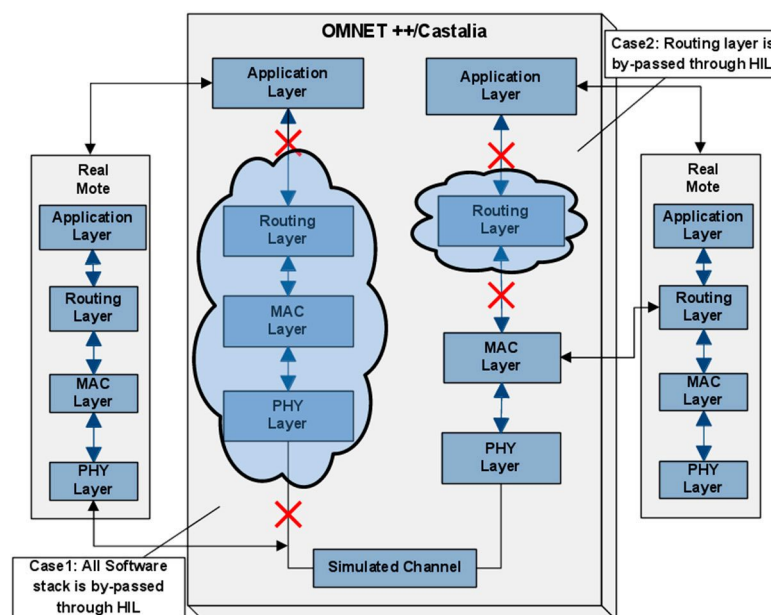 OMNET ++/Castalia
Case2: Routing layer is
by-passed through HIL
Application
Layer
Application
Layer
Real
Mote
Application
Layer
Routing
Layer
MAC
Layer
PHY
Layer
Routing
Layer
MAC
Layer
PHY
Layer
Routing
Layer
MAC
Layer
PHY
Layer
Real
Mote
Application
Layer
Routing
Layer
MAC
Layer
PHY
Layer
Case1: All Software
stack is by-passed
through HIL
Simulated Channel